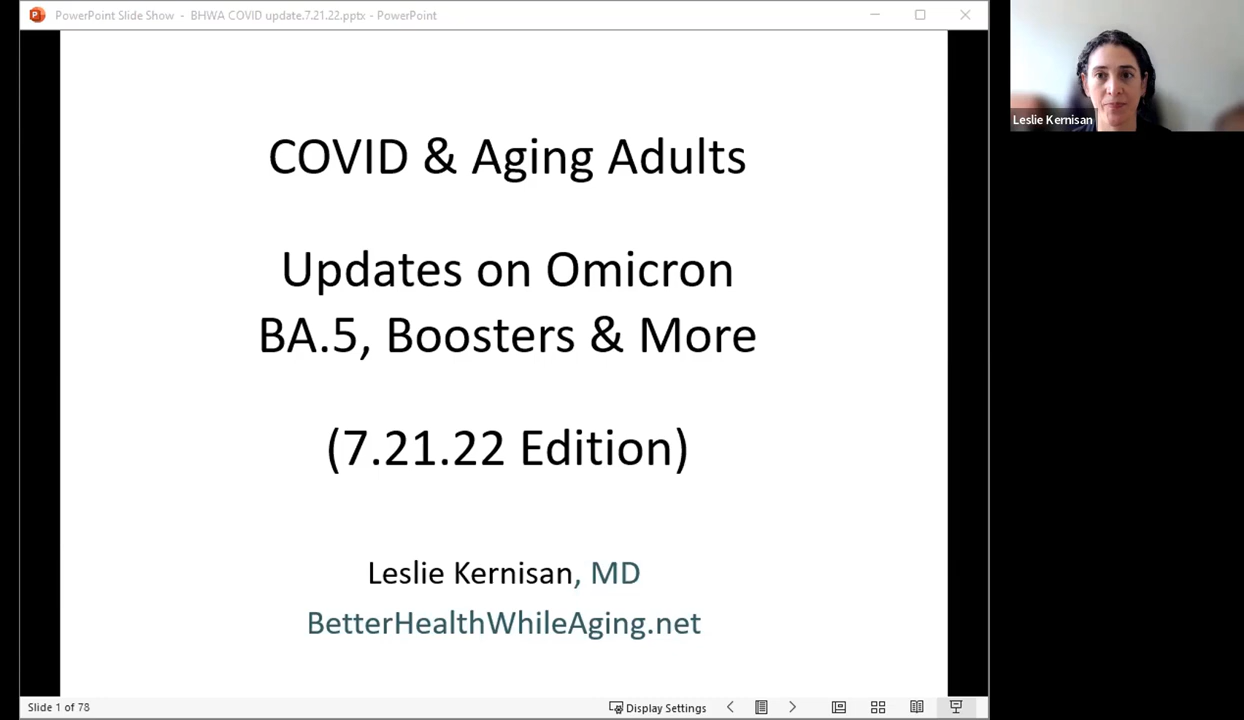 PowerPoint Slide Show - BHWA COVID update.7.21.22.pptx - PowerPoint
COVID & Aging Adults
Updates on Omicron
BA.5, Boosters & More
(7.21.22 Edition)
Leslie Kernisan, MD
BetterHealthWhileAging.net
Slide 1 of 78
Display Settings
Leslie Kernisan